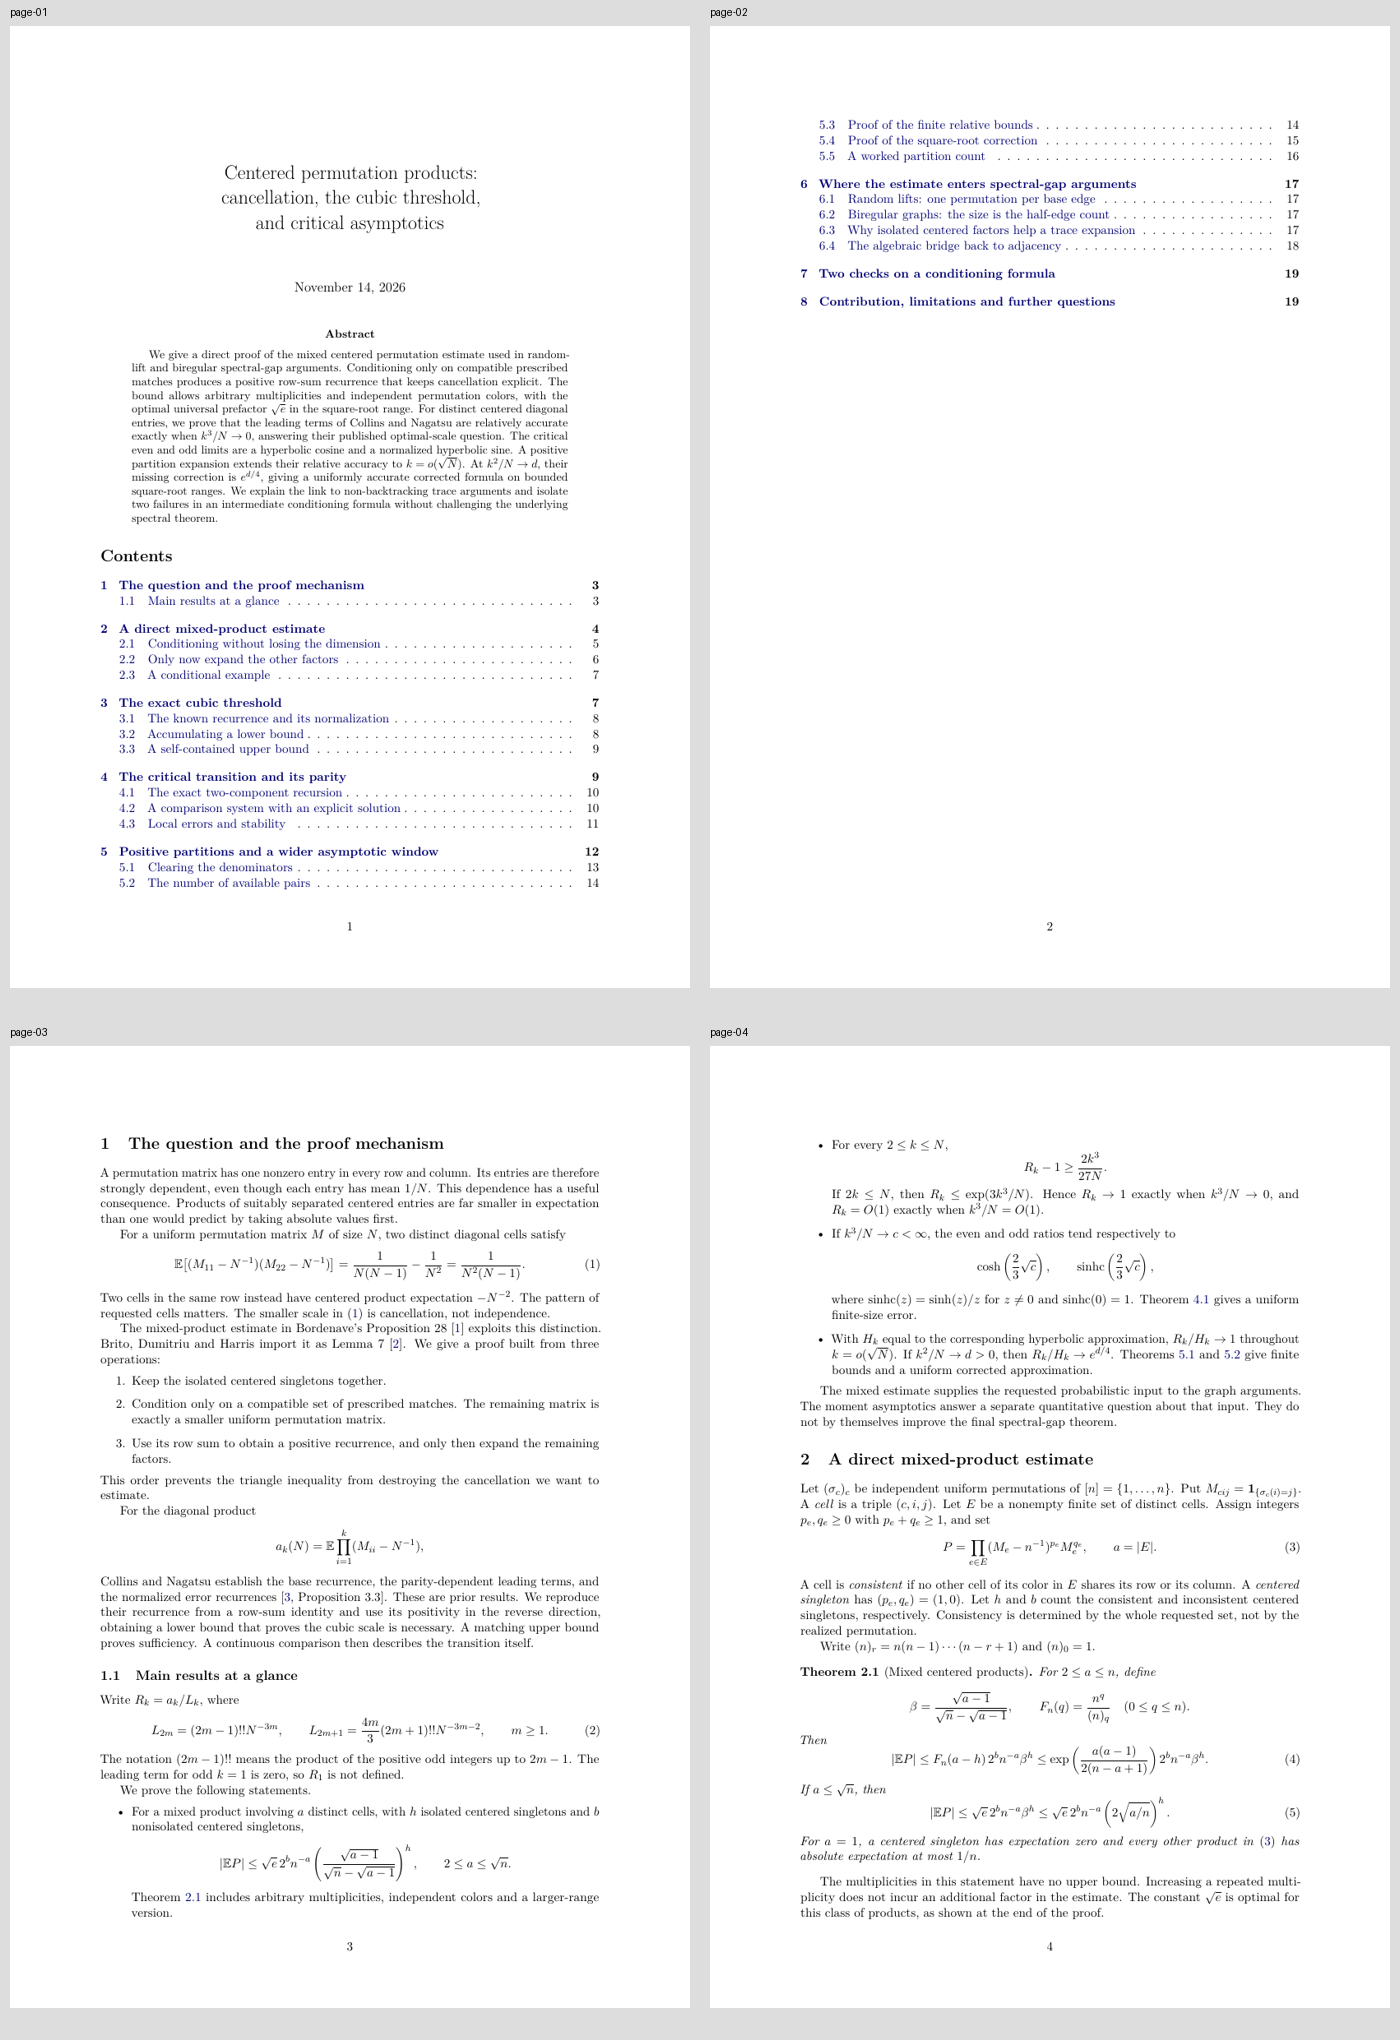 page-01
Centered permutation products:
cancellation, the cubic threshold,
and critical asymptotics
November 14, 2026
Abstract
We give a direct proof of the mixed centered permutation estimate used in random-
lift and biregular spectral-gap arguments. Conditioning only on compatible prescribed
matches produces a positive row-sum recurrence that keeps cancellation explicit. The
bound allows arbitrary multiplicities and independent permutation colors, with the
optimal universal prefactor √e in the square-root range. For distinct centered diagonal
entries, we prove that the leading terms of Collins and Nagatsu are relatively accurate
exactly when k³/N → 0, answering their published optimal-scale question. The critical
even and odd limits are a hyperbolic cosine and a normalized hyperbolic sine. A positive
partition expansion extends their relative accuracy to k = o(√N). At k²/N → d, their
missing correction is e^{d/4}, giving a uniformly accurate corrected formula on bounded
square-root ranges. We explain the link to non-backtracking trace arguments and isolate
two failures in an intermediate conditioning formula without challenging the underlying
spectral theorem.
Contents
1 The question and the proof mechanism 3
1.1 Main results at a glance . . . . . . . . . . . . . . . . . . . . . . . . . . . . . . 3
2 A direct mixed-product estimate 4
2.1 Conditioning without losing the dimension . . . . . . . . . . . . . . . . . . . . 5
2.2 Only now expand the other factors . . . . . . . . . . . . . . . . . . . . . . . . 6
2.3 A conditional example . . . . . . . . . . . . . . . . . . . . . . . . . . . . . . . 7
3 The exact cubic threshold 7
3.1 The known recurrence and its normalization . . . . . . . . . . . . . . . . . . . 8
3.2 Accumulating a lower bound . . . . . . . . . . . . . . . . . . . . . . . . . . . . 8
3.3 A self-contained upper bound . . . . . . . . . . . . . . . . . . . . . . . . . . . 9
4 The critical transition and its parity 9
4.1 The exact two-component recursion . . . . . . . . . . . . . . . . . . . . . . . . 10
4.2 A comparison system with an explicit solution . . . . . . . . . . . . . . . . . . 10
4.3 Local errors and stability . . . . . . . . . . . . . . . . . . . . . . . . . . . . . 11
5 Positive partitions and a wider asymptotic window 12
5.1 Clearing the denominators . . . . . . . . . . . . . . . . . . . . . . . . . . . . . 13
5.2 The number of available pairs . . . . . . . . . . . . . . . . . . . . . . . . . . . 14
1
page-02
5.3 Proof of the finite relative bounds . . . . . . . . . . . . . . . . . . . . . . . . . 14
5.4 Proof of the square-root correction . . . . . . . . . . . . . . . . . . . . . . . . 15
5.5 A worked partition count . . . . . . . . . . . . . . . . . . . . . . . . . . . . . 16
6 Where the estimate enters spectral-gap arguments 17
6.1 Random lifts: one permutation per base edge . . . . . . . . . . . . . . . . . . 17
6.2 Biregular graphs: the size is the half-edge count . . . . . . . . . . . . . . . . . 17
6.3 Why isolated centered factors help a trace expansion . . . . . . . . . . . . . . 17
6.4 The algebraic bridge back to adjacency . . . . . . . . . . . . . . . . . . . . . . 18
7 Two checks on a conditioning formula 19
8 Contribution, limitations and further questions 19
2
page-03
1 The question and the proof mechanism
A permutation matrix has one nonzero entry in every row and column. Its entries are therefore
strongly dependent, even though each entry has mean 1/N. This dependence has a useful
consequence. Products of suitably separated centered entries are far smaller in expectation
than one would predict by taking absolute values first.
For a uniform permutation matrix M of size N, two distinct diagonal cells satisfy
𝔼[(M₁₁ − N⁻¹)(M₂₂ − N⁻¹)] = 1/(N(N − 1)) − 1/N² = 1/(N²(N − 1)). (1)
Two cells in the same row instead have centered product expectation −N⁻². The pattern of
requested cells matters. The smaller scale in (1) is cancellation, not independence.
The mixed-product estimate in Bordenave's Proposition 28 [1] exploits this distinction.
Brito, Dumitriu and Harris import it as Lemma 7 [2]. We give a proof built from three
operations:
1. Keep the isolated centered singletons together.
2. Condition only on a compatible set of prescribed matches. The remaining matrix is
exactly a smaller uniform permutation matrix.
3. Use its row sum to obtain a positive recurrence, and only then expand the remaining
factors.
This order prevents the triangle inequality from destroying the cancellation we want to
estimate.
For the diagonal product
a_k(N) = 𝔼 ∏_{i=1}^{k} (M_{ii} − N⁻¹),
Collins and Nagatsu establish the base recurrence, the parity-dependent leading terms, and
the normalized error recurrences [3, Proposition 3.3]. These are prior results. We reproduce
their recurrence from a row-sum identity and use its positivity in the reverse direction,
obtaining a lower bound that proves the cubic scale is necessary. A matching upper bound
proves sufficiency. A continuous comparison then describes the transition itself.
1.1 Main results at a glance
Write R_k = a_k/L_k, where
L_{2m} = (2m − 1)!!N^{−3m}, L_{2m+1} = (4m/3)(2m + 1)!!N^{−3m−2}, m ≥ 1. (2)
The notation (2m − 1)!! means the product of the positive odd integers up to 2m − 1. The
leading term for odd k = 1 is zero, so R₁ is not defined.
We prove the following statements.
• For a mixed product involving a distinct cells, with h isolated centered singletons and b
nonisolated centered singletons,
|𝔼P| ≤ √e 2^b n^{−a} (√(a − 1)/(√n − √(a − 1)))^h, 2 ≤ a ≤ √n.
Theorem 2.1 includes arbitrary multiplicities, independent colors and a larger-range
version.
3
page-04
• For every 2 ≤ k ≤ N,
R_k − 1 ≥ 2k³/(27N).
If 2k ≤ N, then R_k ≤ exp(3k³/N). Hence R_k → 1 exactly when k³/N → 0, and
R_k = O(1) exactly when k³/N = O(1).
• If k³/N → c < ∞, the even and odd ratios tend respectively to
cosh((2/3)√c), sinhc((2/3)√c),
where sinhc(z) = sinh(z)/z for z ≠ 0 and sinhc(0) = 1. Theorem 4.1 gives a uniform
finite-size error.
• With H_k equal to the corresponding hyperbolic approximation, R_k/H_k → 1 throughout
k = o(√N). If k²/N → d > 0, then R_k/H_k → e^{d/4}. Theorems 5.1 and 5.2 give finite
bounds and a uniform corrected approximation.
The mixed estimate supplies the requested probabilistic input to the graph arguments.
The moment asymptotics answer a separate quantitative question about that input. They do
not by themselves improve the final spectral-gap theorem.
2 A direct mixed-product estimate
Let (σ_c)_c be independent uniform permutations of [n] = {1, . . . , n}. Put M_{cij} = 𝟏_{{σ_c(i)=j}}.
A cell is a triple (c, i, j). Let E be a nonempty finite set of distinct cells. Assign integers
p_e, q_e ≥ 0 with p_e + q_e ≥ 1, and set
P = ∏_{e∈E} (M_e − n⁻¹)^{p_e} M_e^{q_e}, a = |E|. (3)
A cell is consistent if no other cell of its color in E shares its row or its column. A centered
singleton has (p_e, q_e) = (1, 0). Let h and b count the consistent and inconsistent centered
singletons, respectively. Consistency is determined by the whole requested set, not by the
realized permutation.
Write (n)_r = n(n − 1) · · · (n − r + 1) and (n)₀ = 1.
Theorem 2.1 (Mixed centered products). For 2 ≤ a ≤ n, define
β = √(a − 1)/(√n − √(a − 1)), F_n(q) = n^q/(n)_q (0 ≤ q ≤ n).
Then
|𝔼P| ≤ F_n(a − h) 2^b n^{−a} β^h ≤ exp(a(a − 1)/(2(n − a + 1))) 2^b n^{−a} β^h. (4)
If a ≤ √n, then
|𝔼P| ≤ √e 2^b n^{−a} β^h ≤ √e 2^b n^{−a} (2√(a/n))^h. (5)
For a = 1, a centered singleton has expectation zero and every other product in (3) has
absolute expectation at most 1/n.
The multiplicities in this statement have no upper bound. Increasing a repeated multi-
plicity does not incur an additional factor in the estimate. The constant √e is optimal for
this class of products, as shown at the end of the proof.
4